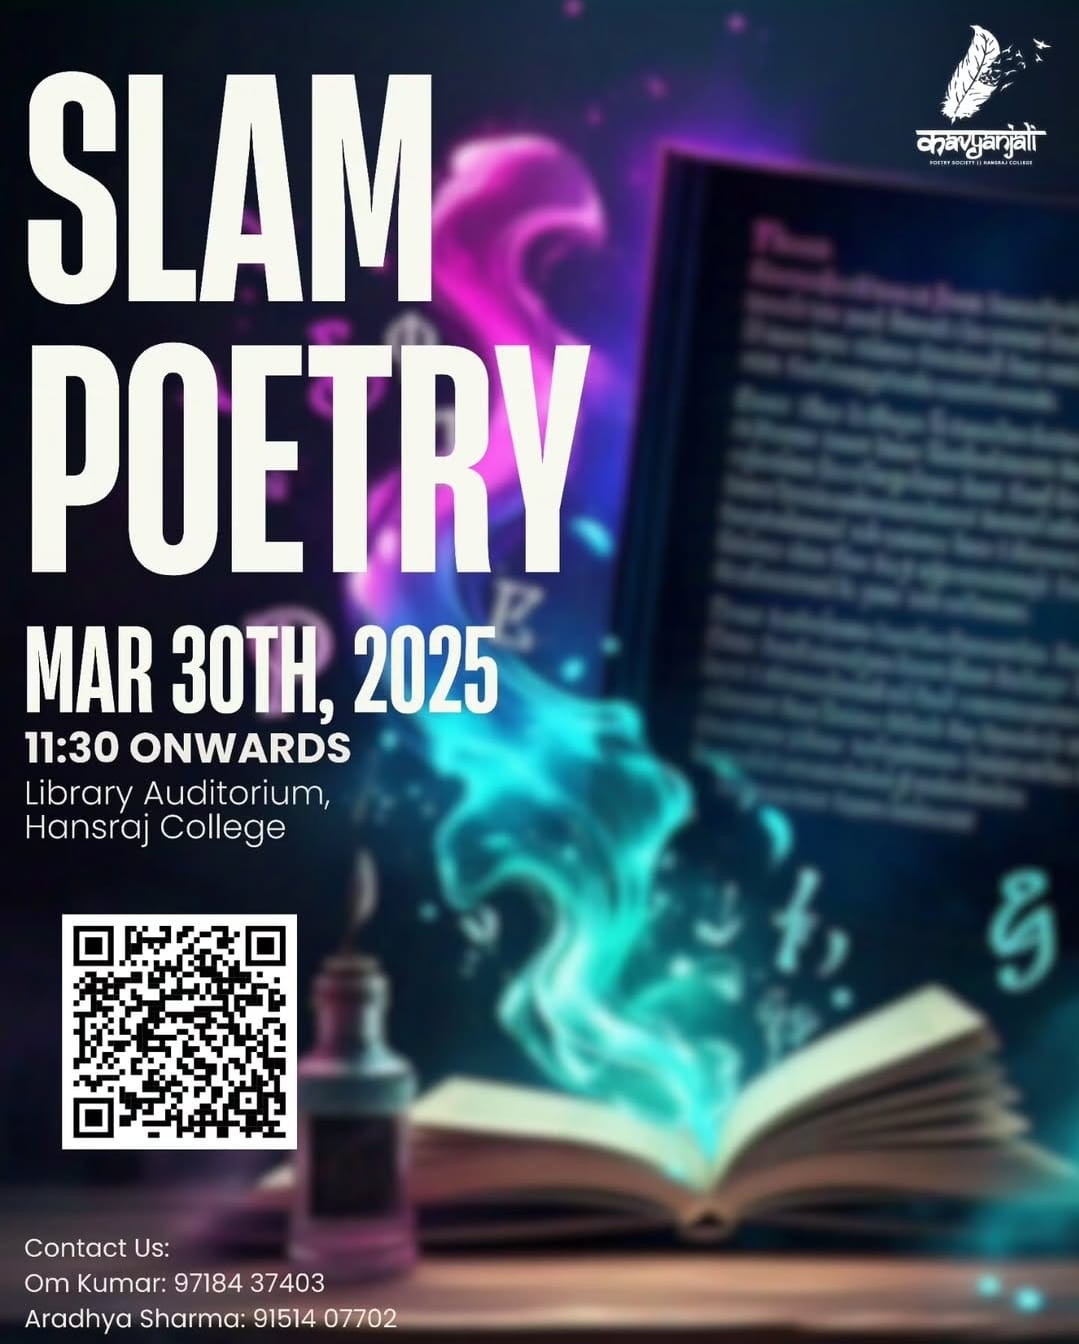 SLAM
POETRY
MAR 30TH, 2025
11:30 ONWARDS
Library Auditorium,
Hansraj College
kavyanjali
POETRY SOCIETY || HANSRAJ COLLEGE
Contact Us:
Om Kumar: 97184 37403
Aradhya Sharma: 91514 07702